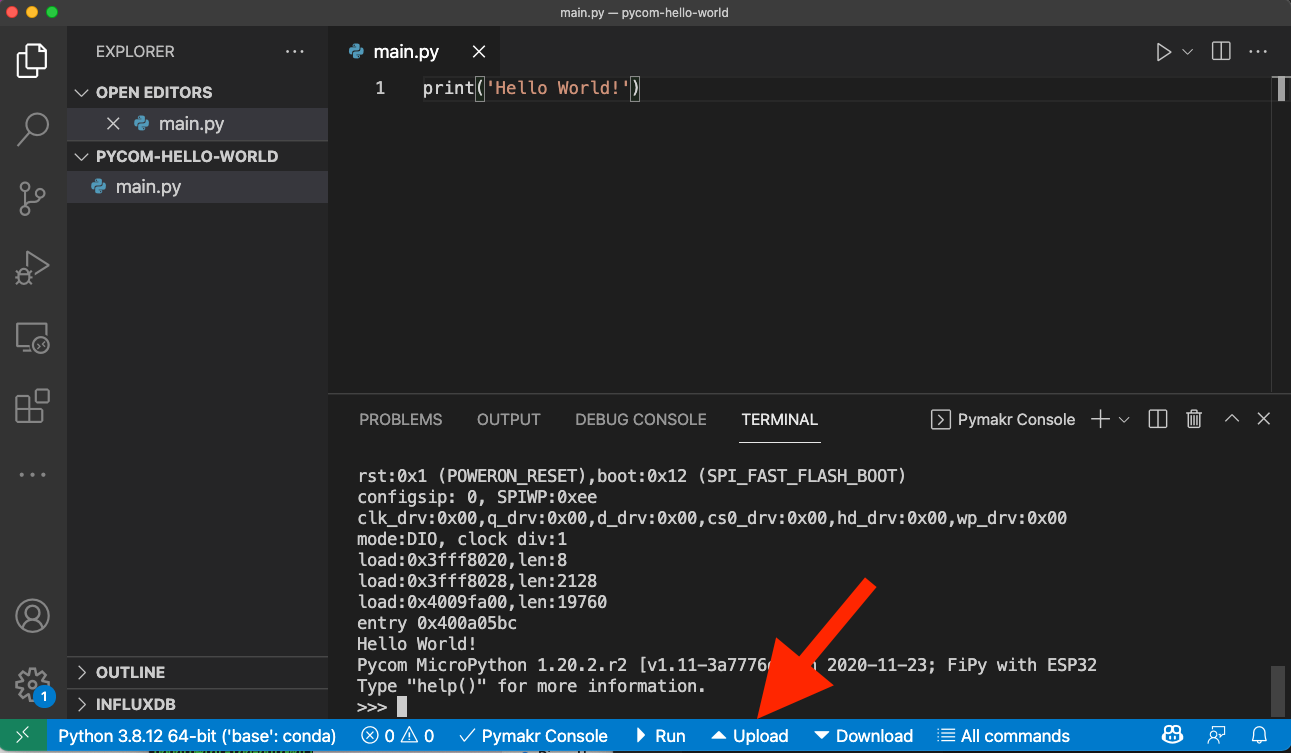 main.py — pycom-hello-world
EXPLORER
main.py
OPEN EDITORS
main.py
PYCOM-HELLO-WORLD
main.py
1 print('Hello World!')
PROBLEMS OUTPUT DEBUG CONSOLE TERMINAL Pymakr Console
rst:0x1 (POWERON_RESET),boot:0x12 (SPI_FAST_FLASH_BOOT)
configsip: 0, SPIWP:0xee
clk_drv:0x00,q_drv:0x00,d_drv:0x00,cs0_drv:0x00,hd_drv:0x00,wp_drv:0x00
mode:DIO, clock div:1
load:0x3fff8020,len:8
load:0x3fff8028,len:2128
load:0x4009fa00,len:19760
entry 0x400a05bc
Hello World!
Pycom MicroPython 1.20.2.r2 2020-11-23; FiPy with ESP32
Type "help()" for more information.
>>>
OUTLINE
INFLUXDB
1
Python 3.8.12 64-bit ('base': conda) 0 0 Pymakr Console Run Upload Download All commands